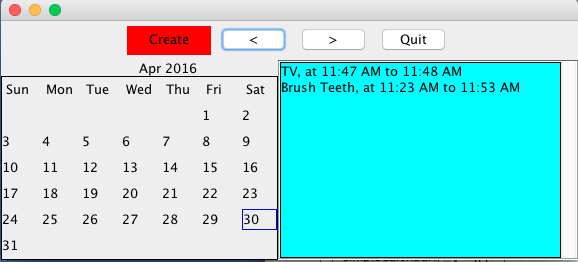 Create < > Quit
Apr 2016
Sun Mon Tue Wed Thu Fri Sat
1 2
3 4 5 6 7 8 9
10 11 12 13 14 15 16
17 18 19 20 21 22 23
24 25 26 27 28 29 30
31
TV, at 11:47 AM to 11:48 AM
Brush Teeth, at 11:23 AM to 11:53 AM